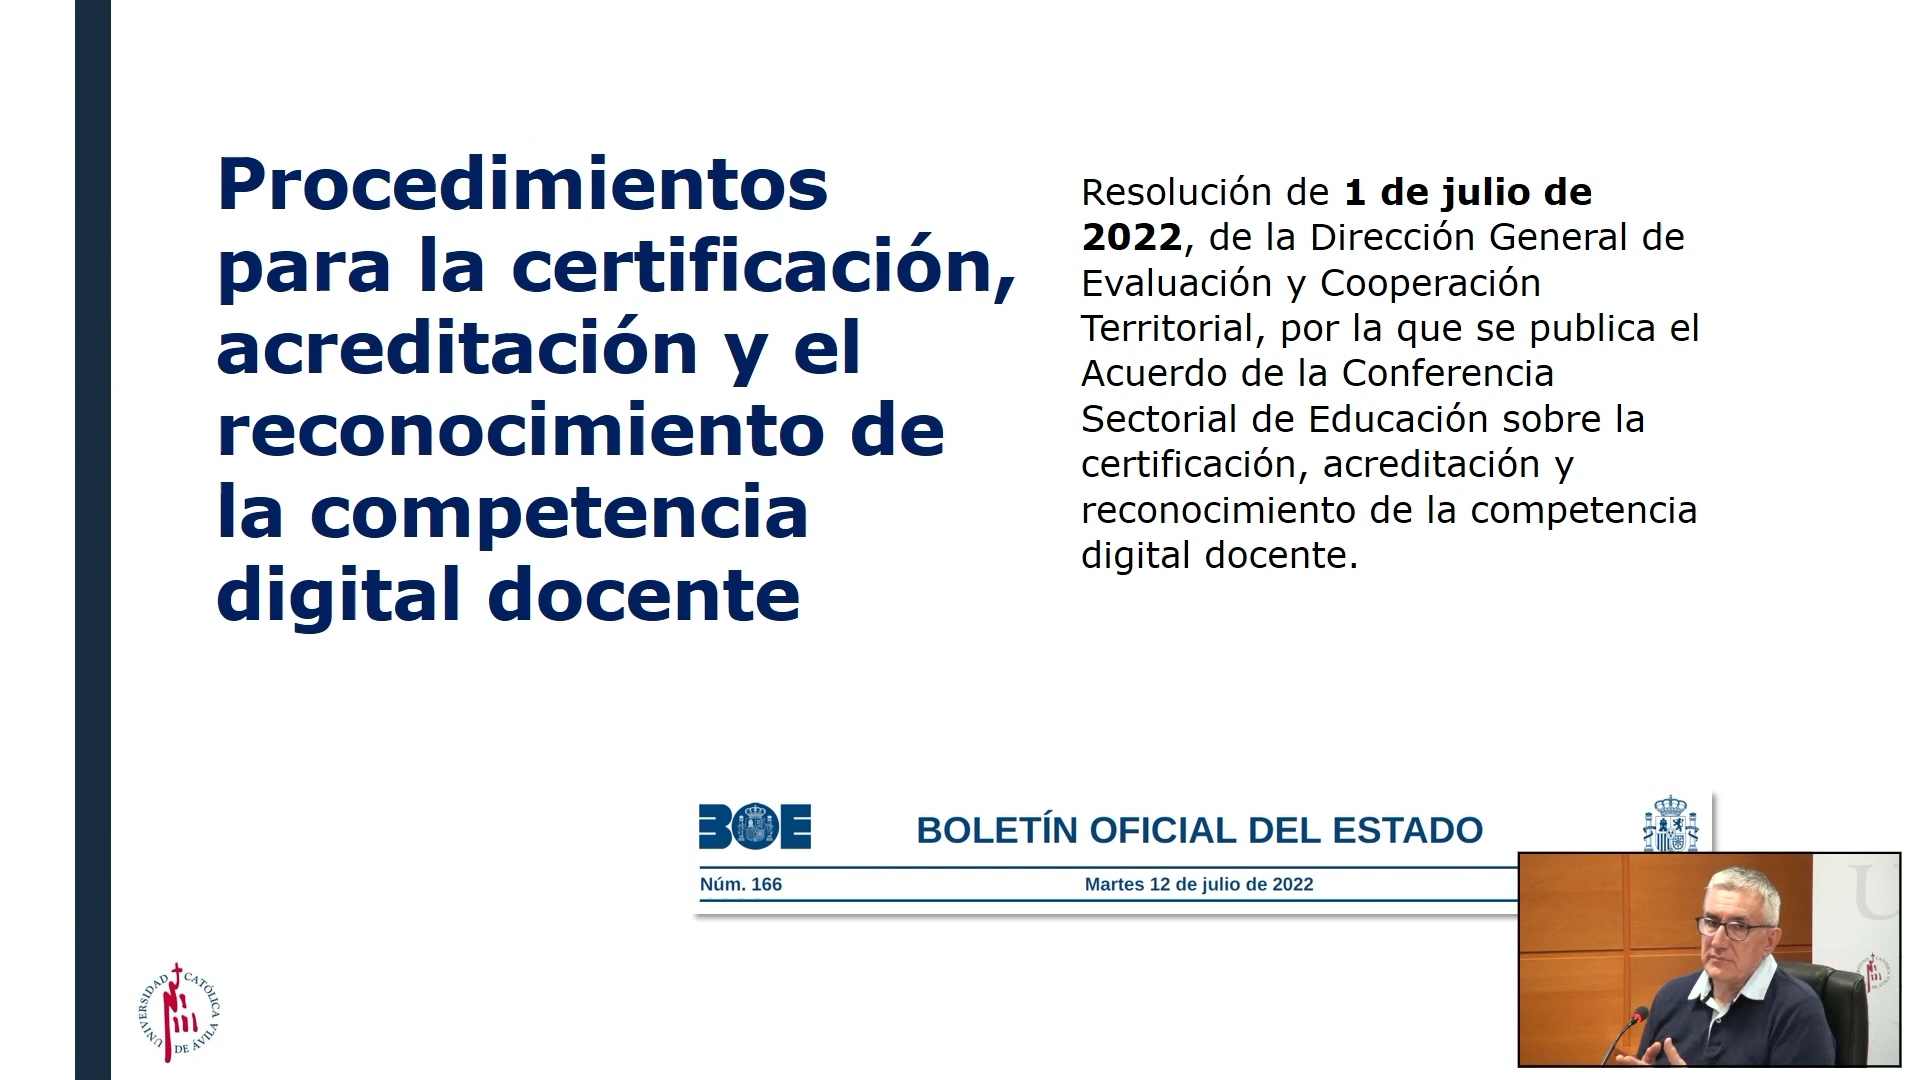 Procedimientos
para la certificación,
acreditación y el
reconocimiento de
la competencia
digital docente
Resolución de 1 de julio de
2022, de la Dirección General de
Evaluación y Cooperación
Territorial, por la que se publica el
Acuerdo de la Conferencia
Sectorial de Educación sobre la
certificación, acreditación y
reconocimiento de la competencia
digital docente.
BOE
BOLETÍN OFICIAL DEL ESTADO
Núm. 166
Martes 12 de julio de 2022
UNIVERSIDAD CATÓLICA DE ÁVILA
U